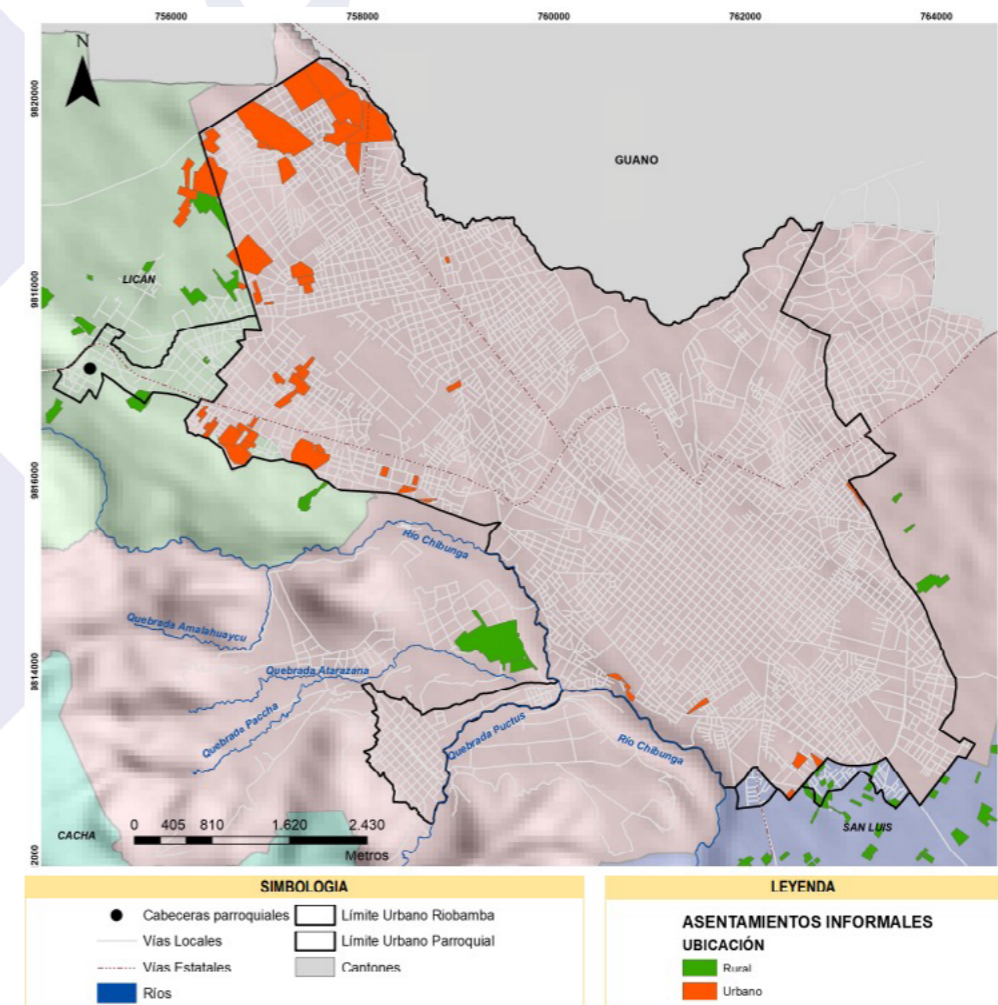 756000 758000 760000 762000 764000
N
9820000
GUANO
9818000
LICÁN
9816000
Río Chibunga
Quebrada Amalahuaycu
9814000
Quebrada Atarazana
Quebrada Paccha
Quebrada Puctus
Río Chibunga
CACHA
0 405 810 1.620 2.430
Metros
SAN LUIS
2000
SIMBOLOGIA
Cabeceras parroquiales
Límite Urbano Riobamba
Vías Locales
Límite Urbano Parroquial
Vías Estatales
Cantones
Ríos
LEYENDA
ASENTAMIENTOS INFORMALES
UBICACIÓN
Rural
Urbano